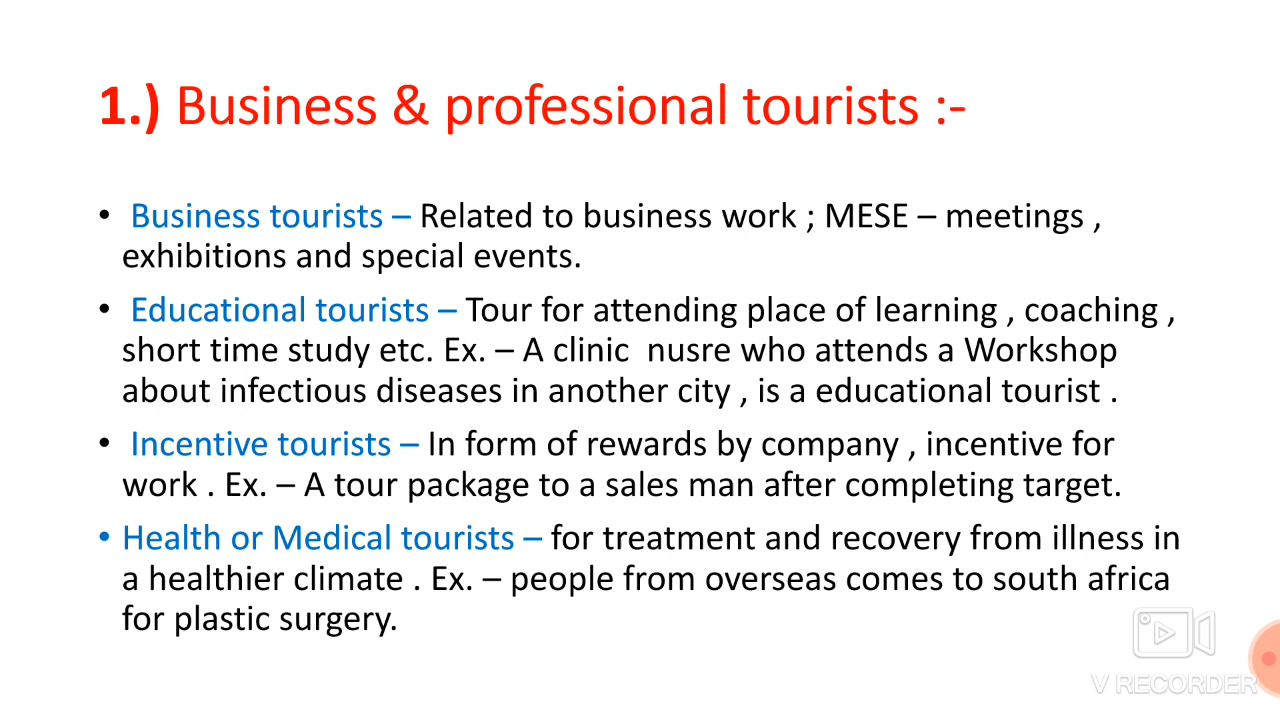 1.) Business & professional tourists :-
• Business tourists – Related to business work ; MESE – meetings ,
exhibitions and special events.
• Educational tourists – Tour for attending place of learning , coaching ,
short time study etc. Ex. – A clinic nusre who attends a Workshop
about infectious diseases in another city , is a educational tourist .
• Incentive tourists – In form of rewards by company , incentive for
work . Ex. – A tour package to a sales man after completing target.
• Health or Medical tourists – for treatment and recovery from illness in
a healthier climate . Ex. – people from overseas comes to south africa
for plastic surgery.
V RECORDER